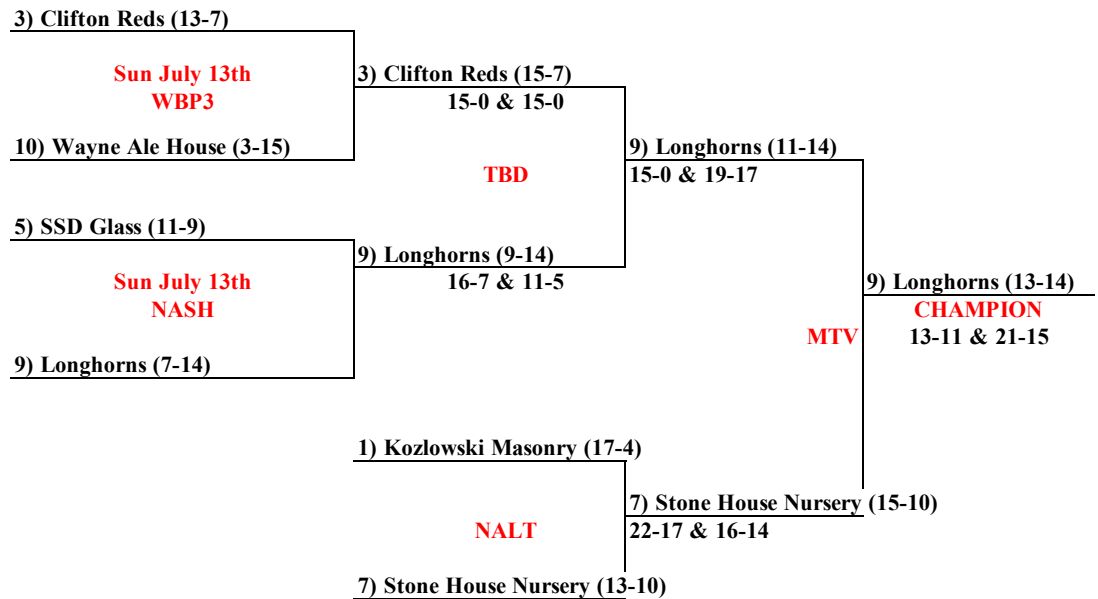 3) Clifton Reds (13-7)
Sun July 13th
WBP3
3) Clifton Reds (15-7)
15-0 & 15-0
10) Wayne Ale House (3-15)
TBD
9) Longhorns (11-14)
15-0 & 19-17
5) SSD Glass (11-9)
Sun July 13th
NASH
9) Longhorns (9-14)
16-7 & 11-5
9) Longhorns (7-14)
MTV
9) Longhorns (13-14)
CHAMPION
13-11 & 21-15
1) Kozlowski Masonry (17-4)
NALT
7) Stone House Nursery (15-10)
22-17 & 16-14
7) Stone House Nursery (13-10)